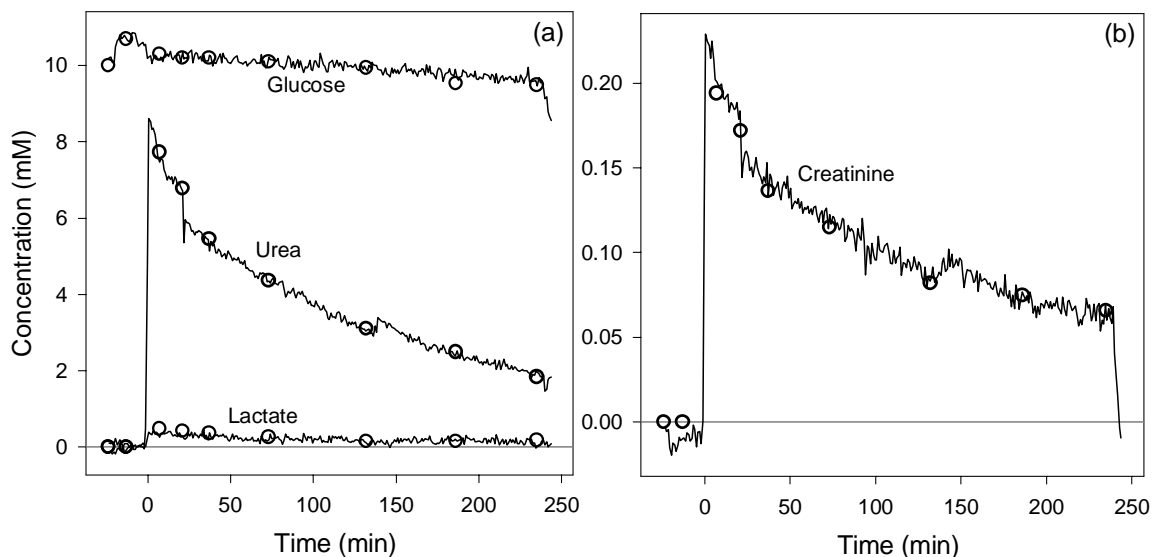 (a)
10
8
6
4
2
0
Concentration (mM)
Glucose
Urea
Lactate
0 50 100 150 200 250
Time (min)
(b)
0.20
0.15
0.10
0.05
0.00
Creatinine
0 50 100 150 200 250
Time (min)